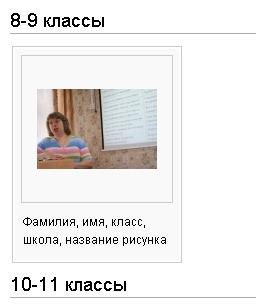 8-9 классы
Фамилия, имя, класс,
школа, название рисунка
10-11 классы